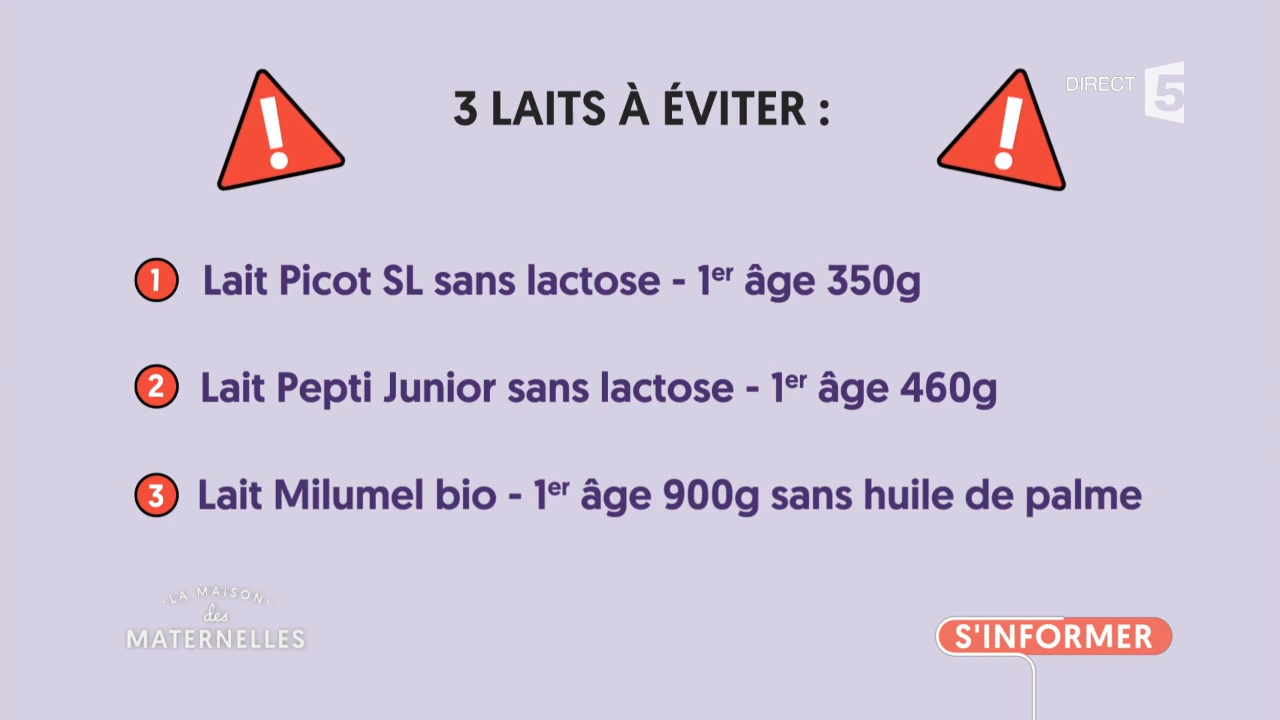 DIRECT 5
3 LAITS À ÉVITER :
1 Lait Picot SL sans lactose - 1er âge 350g
2 Lait Pepti Junior sans lactose - 1er âge 460g
3 Lait Milumel bio - 1er âge 900g sans huile de palme
LA MAISON
des
MATERNELLES
S'INFORMER